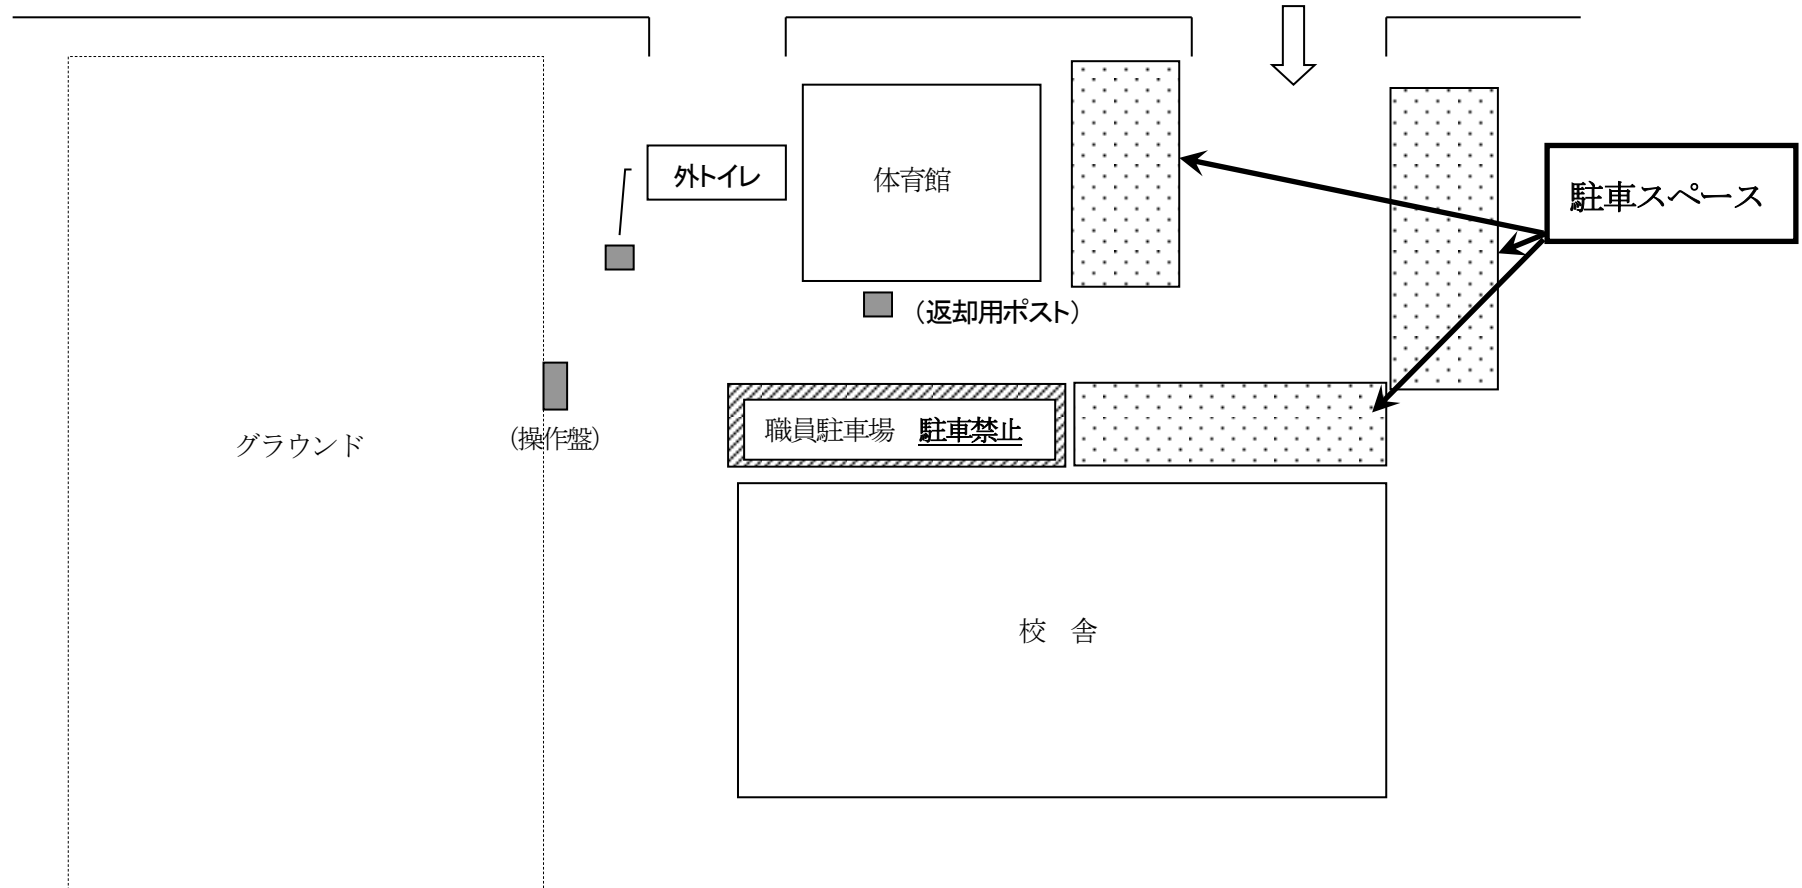 外トイレ
体育館
駐車スペース
（返却用ポスト）
職員駐車場　駐車禁止
グラウンド
（操作盤）
校　舎